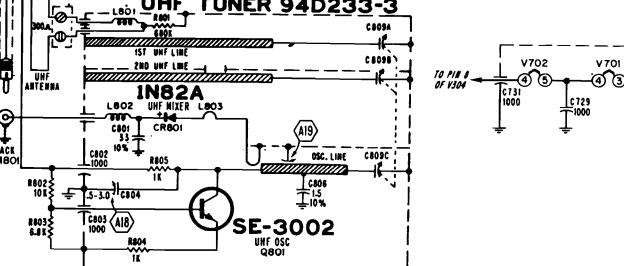 UHF TUNER 94D233-3
L801
R801
680K
300Ω
C809A
1ST UHF LINE
2ND UHF LINE
C809B
UHF
ANTENNA
1N82A
UHF MIXER
L802
L803
CR801
C801
33
10%
A19
OSC. LINE
C809C
C802
1000
R805
1K
C806
1.5
10%
R802
10K
.5-3.0
C804
A18
R803
6.8K
C803
1000
SE-3002
UHF OSC
Q801
R804
1K
TO PIN 8
OF V304
V702
V701
4
5
4
3
C731
1000
C729
1000